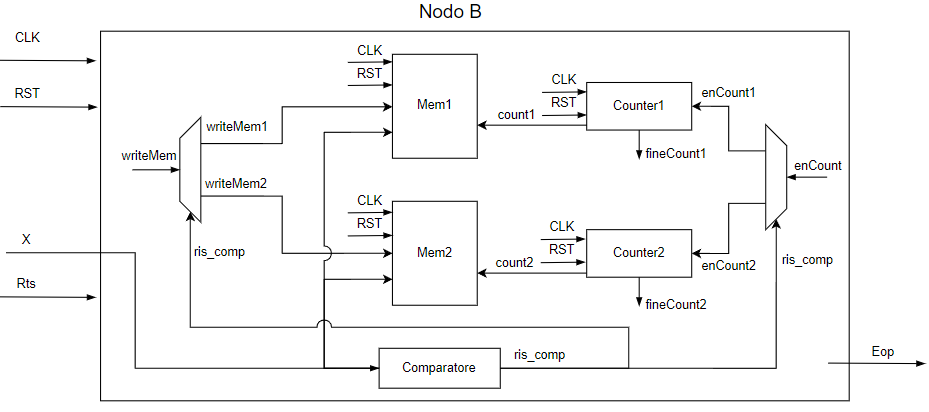 Nodo B
CLK
RST
CLK
RST
Mem1
CLK
RST
Counter1
count1
enCount1
fineCount1
writeMem1
writeMem
writeMem2
enCount
CLK
RST
Mem2
CLK
RST
Counter2
count2
enCount2
fineCount2
X
ris_comp
ris_comp
Rts
Comparatore
ris_comp
Eop